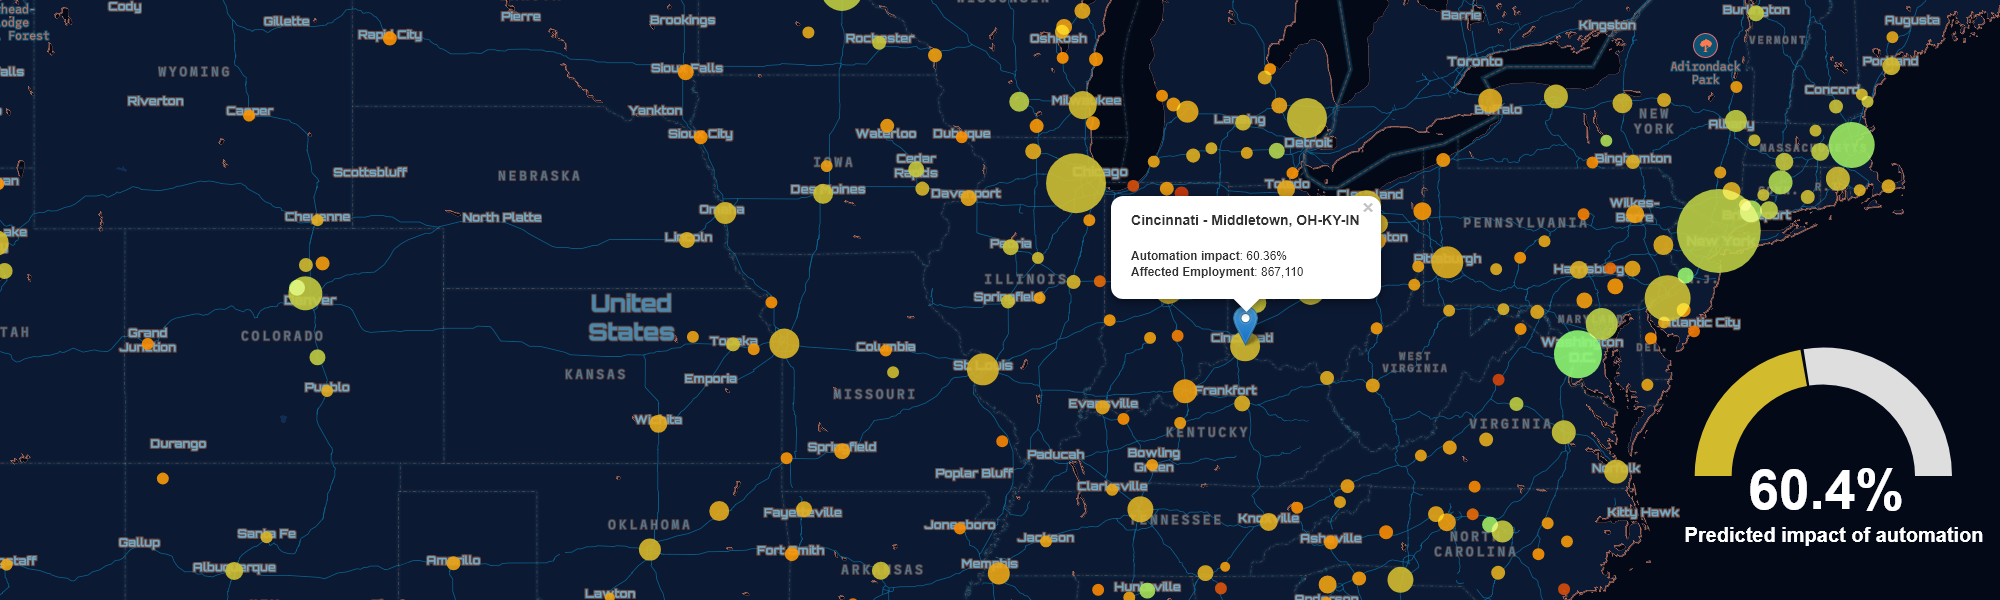 Cody
Gillette
Pierre
Brookings
Rochester
WISCONSIN
Oshkosh
Barrie
Kingston
Burlington
Augusta
head-
odge
Forest
Rapid City
VERMONT
Adirondack
Park
Portland
alls
WYOMING
Sioux Falls
Toronto
Riverton
Casper
Yankton
Milwaukee
Lansing
Buffalo
NEW
YORK
Albany
Concord
Sioux City
Waterloo
Dubuque
Detroit
MASSACHUSETTS
Scottsbluff
NEBRASKA
IOWA
Cedar
Rapids
Chicago
Binghamton
Des Moines
Davenport
Toledo
Cleveland
R.I.
Cheyenne
North Platte
Omaha
Wilkes-
Barre
Bridgeport
PENNSYLVANIA
ake
Lincoln
Peoria
nton
New York
Cincinnati - Middletown, OH-KY-IN
×
Automation impact: 60.36%
Affected Employment: 867,110
Pittsburgh
Harrisburg
N.J.
ILLINOIS
Springfield
Denver
United
States
MARYLAND
Atlantic City
TAH
Grand
Junction
COLORADO
Topeka
Columbia
Cincinnati
Washington
D.C.
DEL.
KANSAS
Emporia
St. Louis
WEST
VIRGINIA
Pueblo
MISSOURI
Evansville
Frankfort
Wichita
KENTUCKY
VIRGINIA
Durango
Springfield
Paducah
Bowling
Green
Poplar Bluff
Norfolk
Clarksville
60.4%
Predicted impact of automation
OKLAHOMA
Fayetteville
Jonesboro
TENNESSEE
Knoxville
Kitty Hawk
Gallup
Santa Fe
Fort Smith
Jackson
Asheville
NORTH
CAROLINA
staff
Albuquerque
Amarillo
ARKANSAS
Memphis
Lawton
Huntsville
Anderson